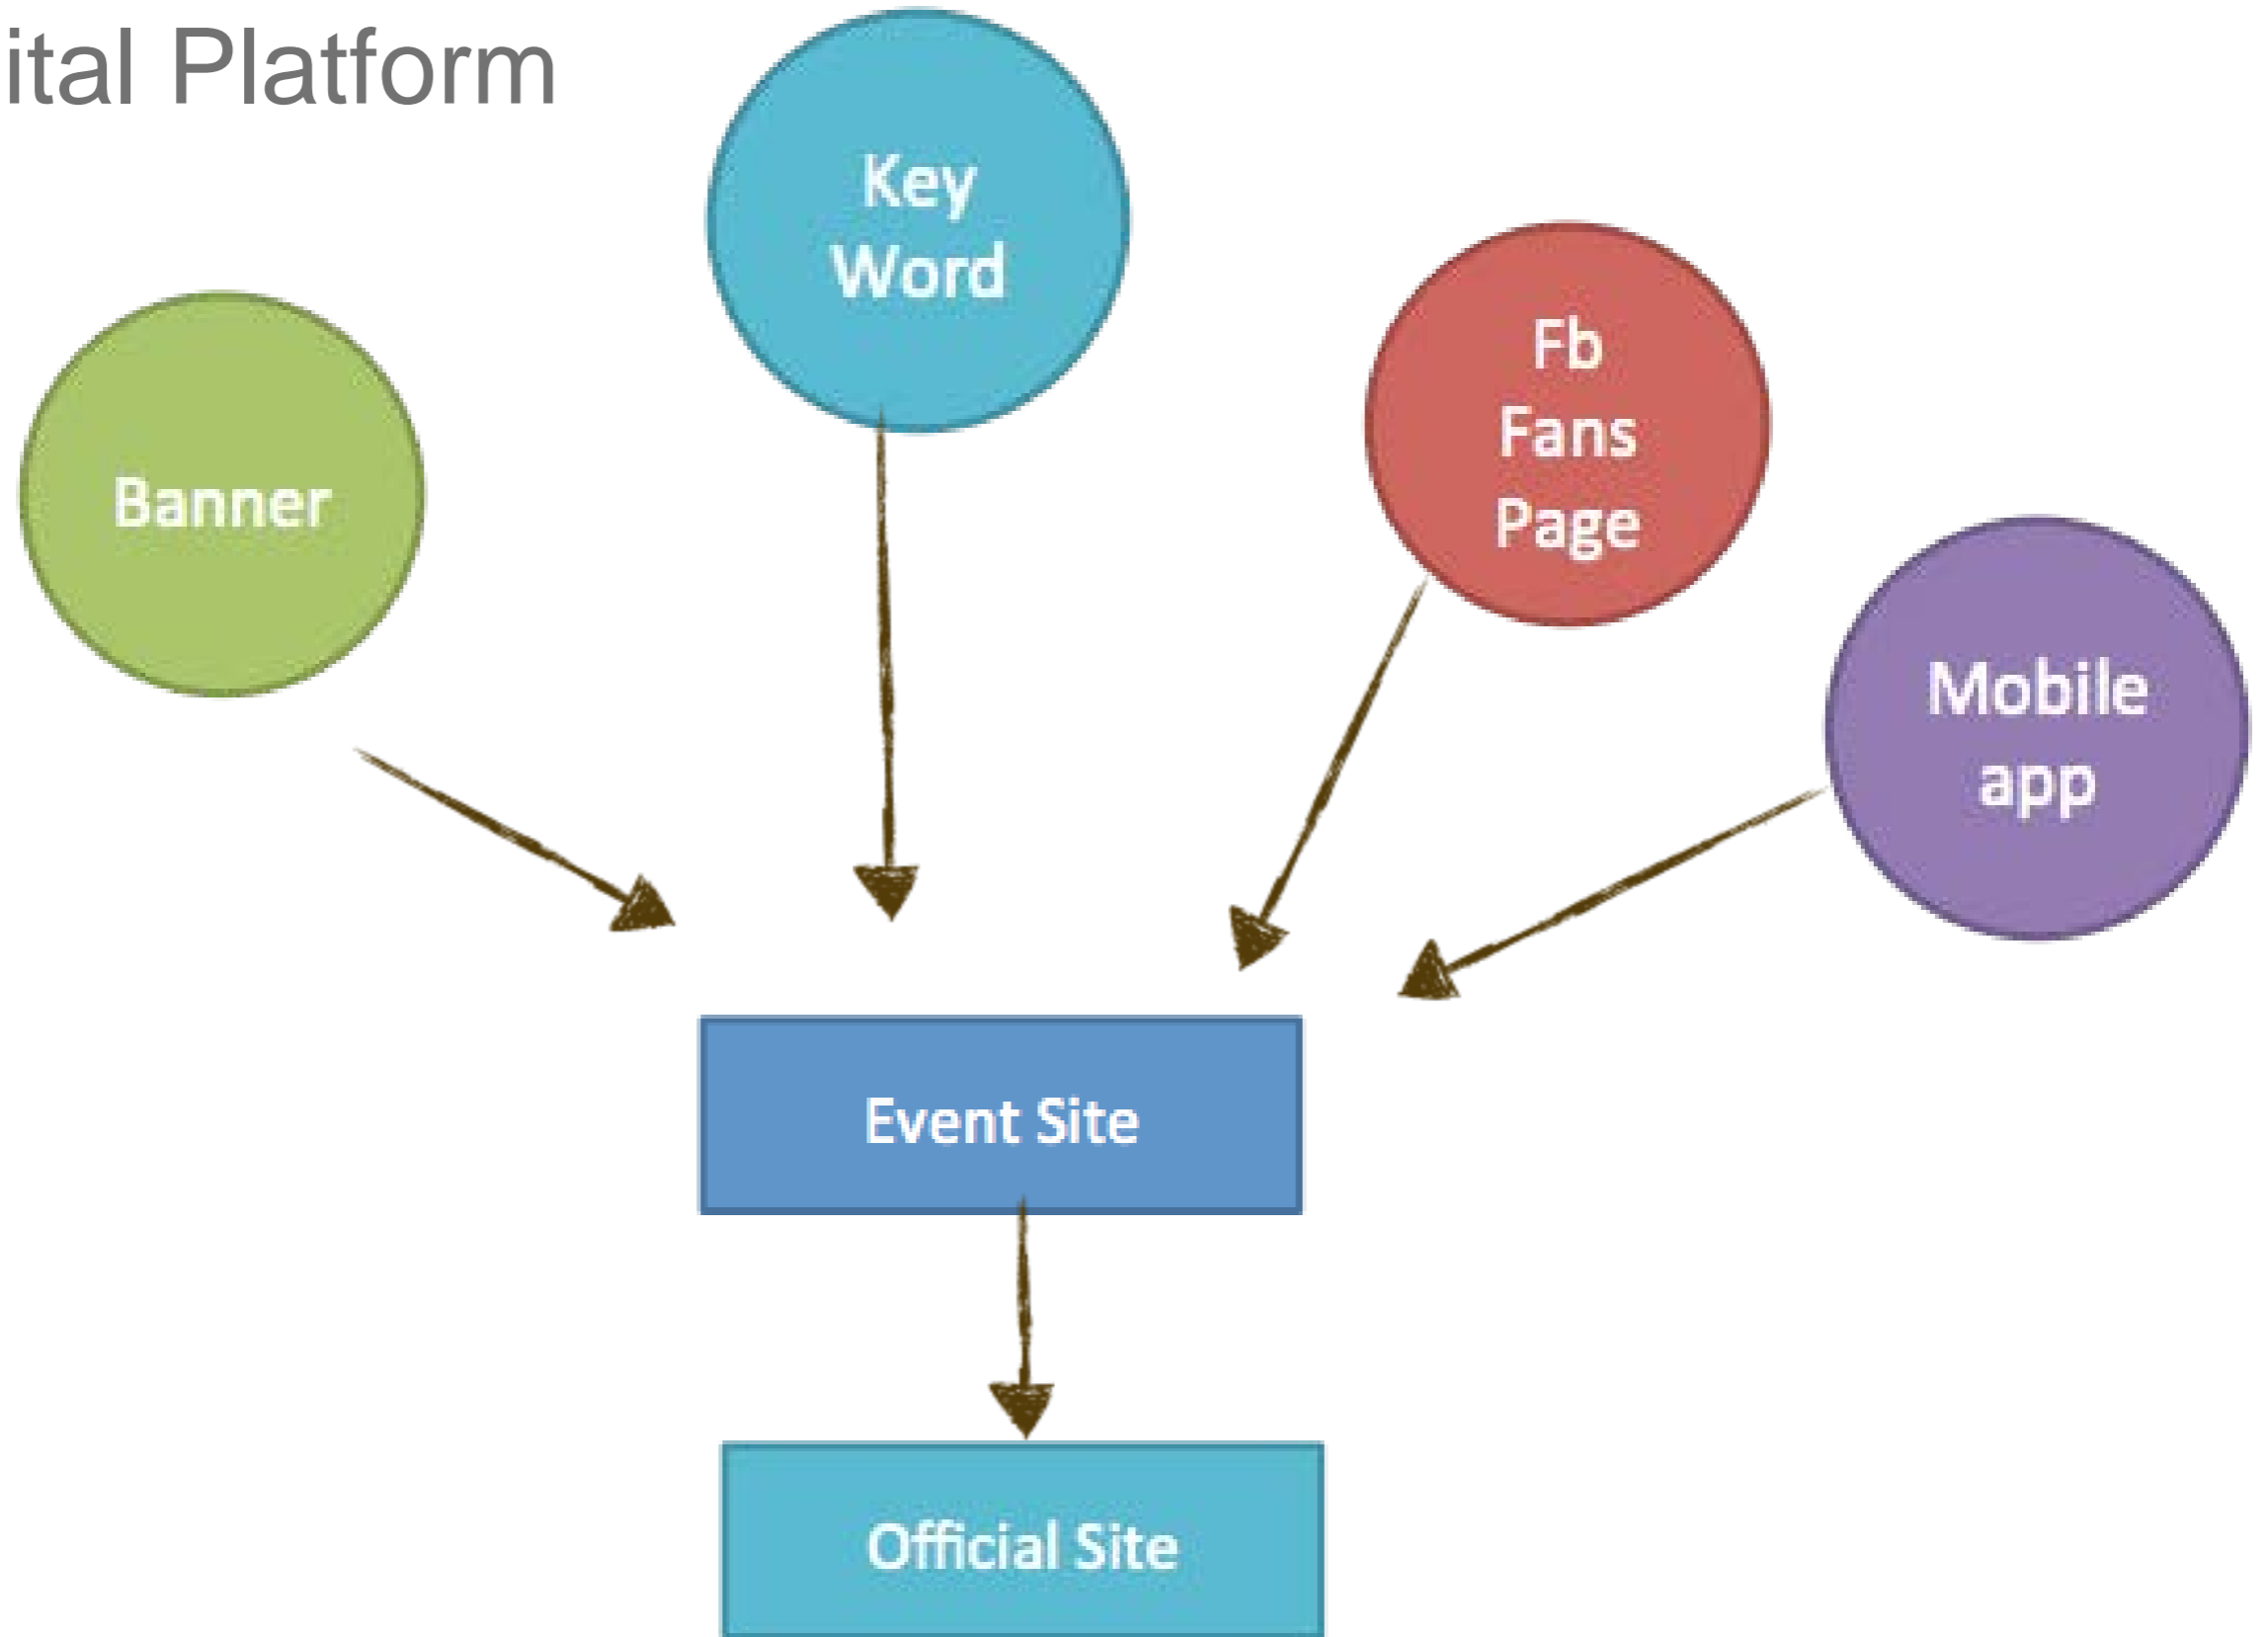 ital Platform
Key
Word
Fb
Fans
Page
Banner
Mobile
app
Event Site
Official Site